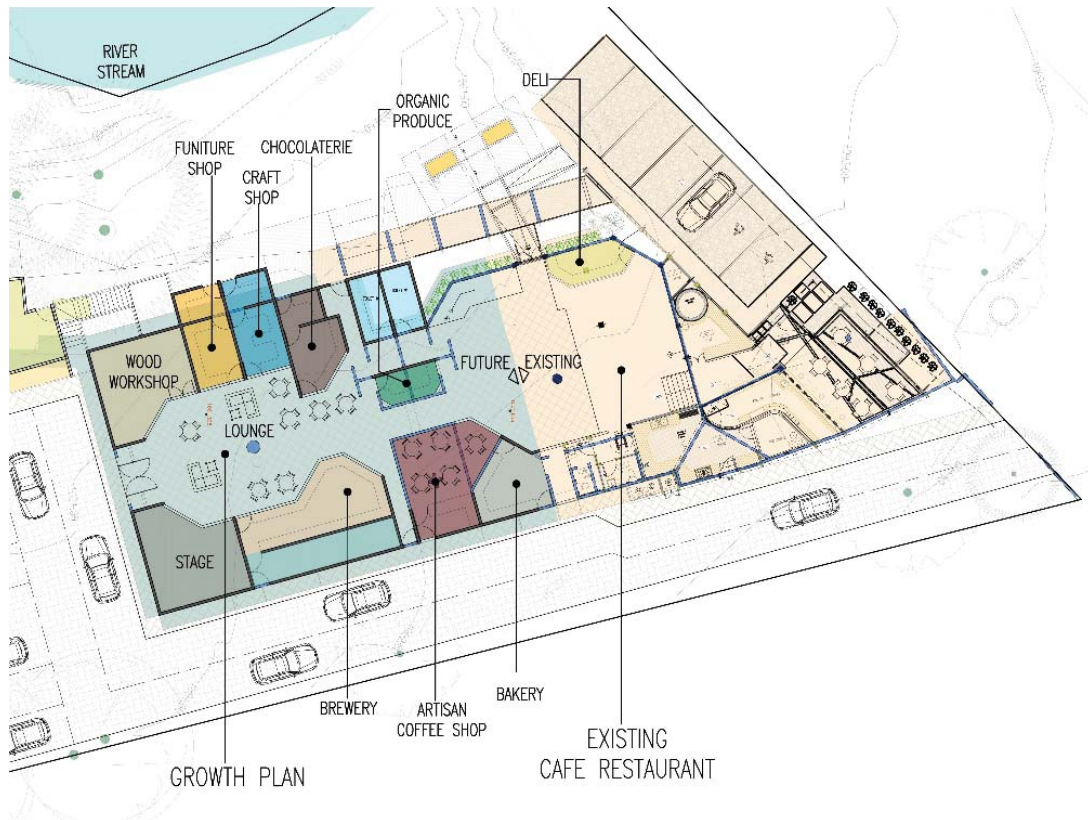 RIVER
STREAM
DELI
ORGANIC
PRODUCE
FUNITURE
SHOP
CHOCOLATERIE
CRAFT
SHOP
WOOD
WORKSHOP
FUTURE
EXISTING
LOUNGE
STAGE
BREWERY
ARTISAN
COFFEE SHOP
BAKERY
EXISTING
CAFE RESTAURANT
GROWTH PLAN